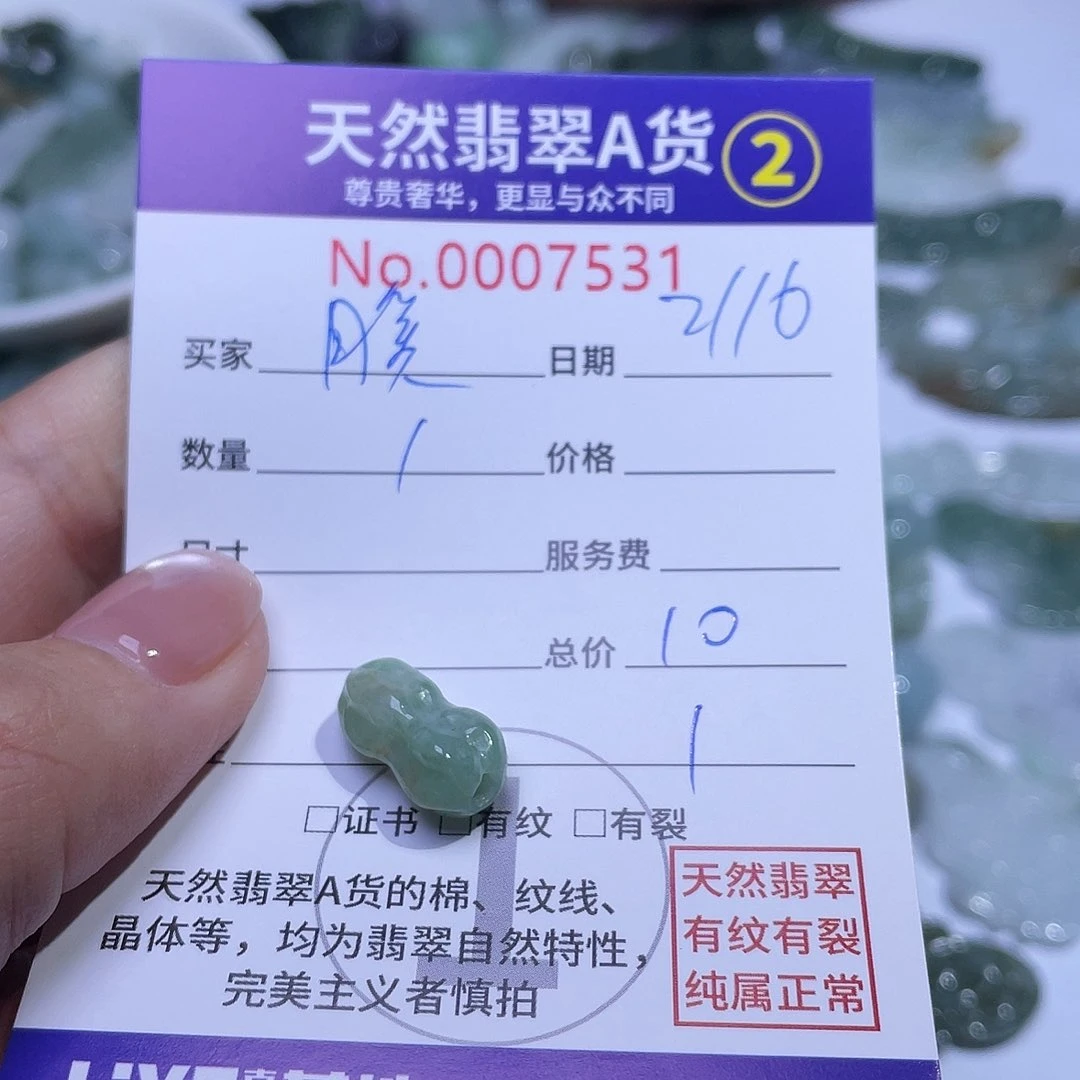 天然翡翠A货 2
尊贵奢华，更显与众不同
No.0007531
买家 日期 2/16
数量 1 价格
尺寸 服务费
总价 10
1
□证书 □有纹 □有裂
天然翡翠A货的棉、纹线、
晶体等，均为翡翠自然特性，
完美主义者慎拍
天然翡翠
有纹有裂
纯属正常